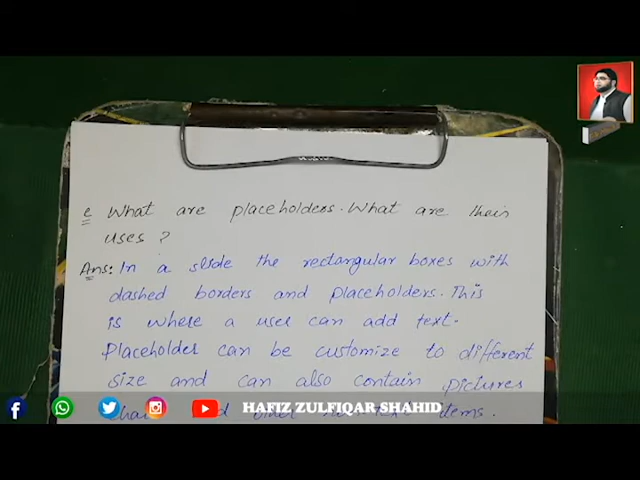 e What are placeholders. What are their
uses ?
Ans: In a slide the rectangular boxes with
dashed borders and placeholders. This
is where a user can add text.
Placeholder can be customize to different
size and can also contain pictures
items.
HAFIZ ZULFIQAR SHAHID